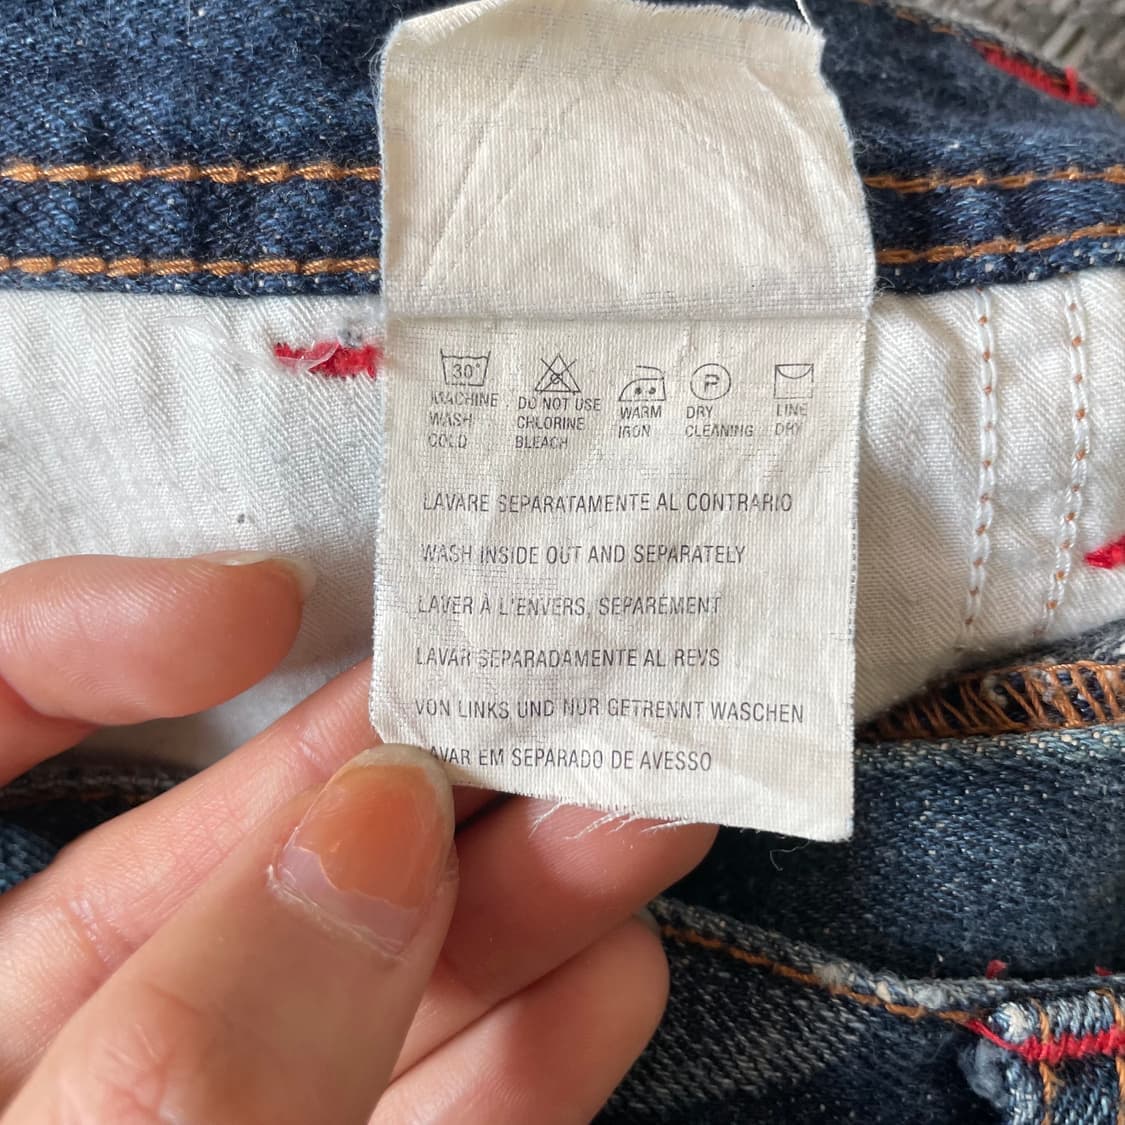 30°
MACHINE WASH COLD
DO NOT USE CHLORINE BLEACH
WARM IRON
P
DRY CLEANING
LINE DRY
LAVARE SEPARATAMENTE AL CONTRARIO
WASH INSIDE OUT AND SEPARATELY
LAVER À L'ENVERS, SEPARÉMENT
LAVAR SEPARADAMENTE AL REVS
VON LINKS UND NUR GETRENNT WASCHEN
LAVAR EM SEPARADO DE AVESSO